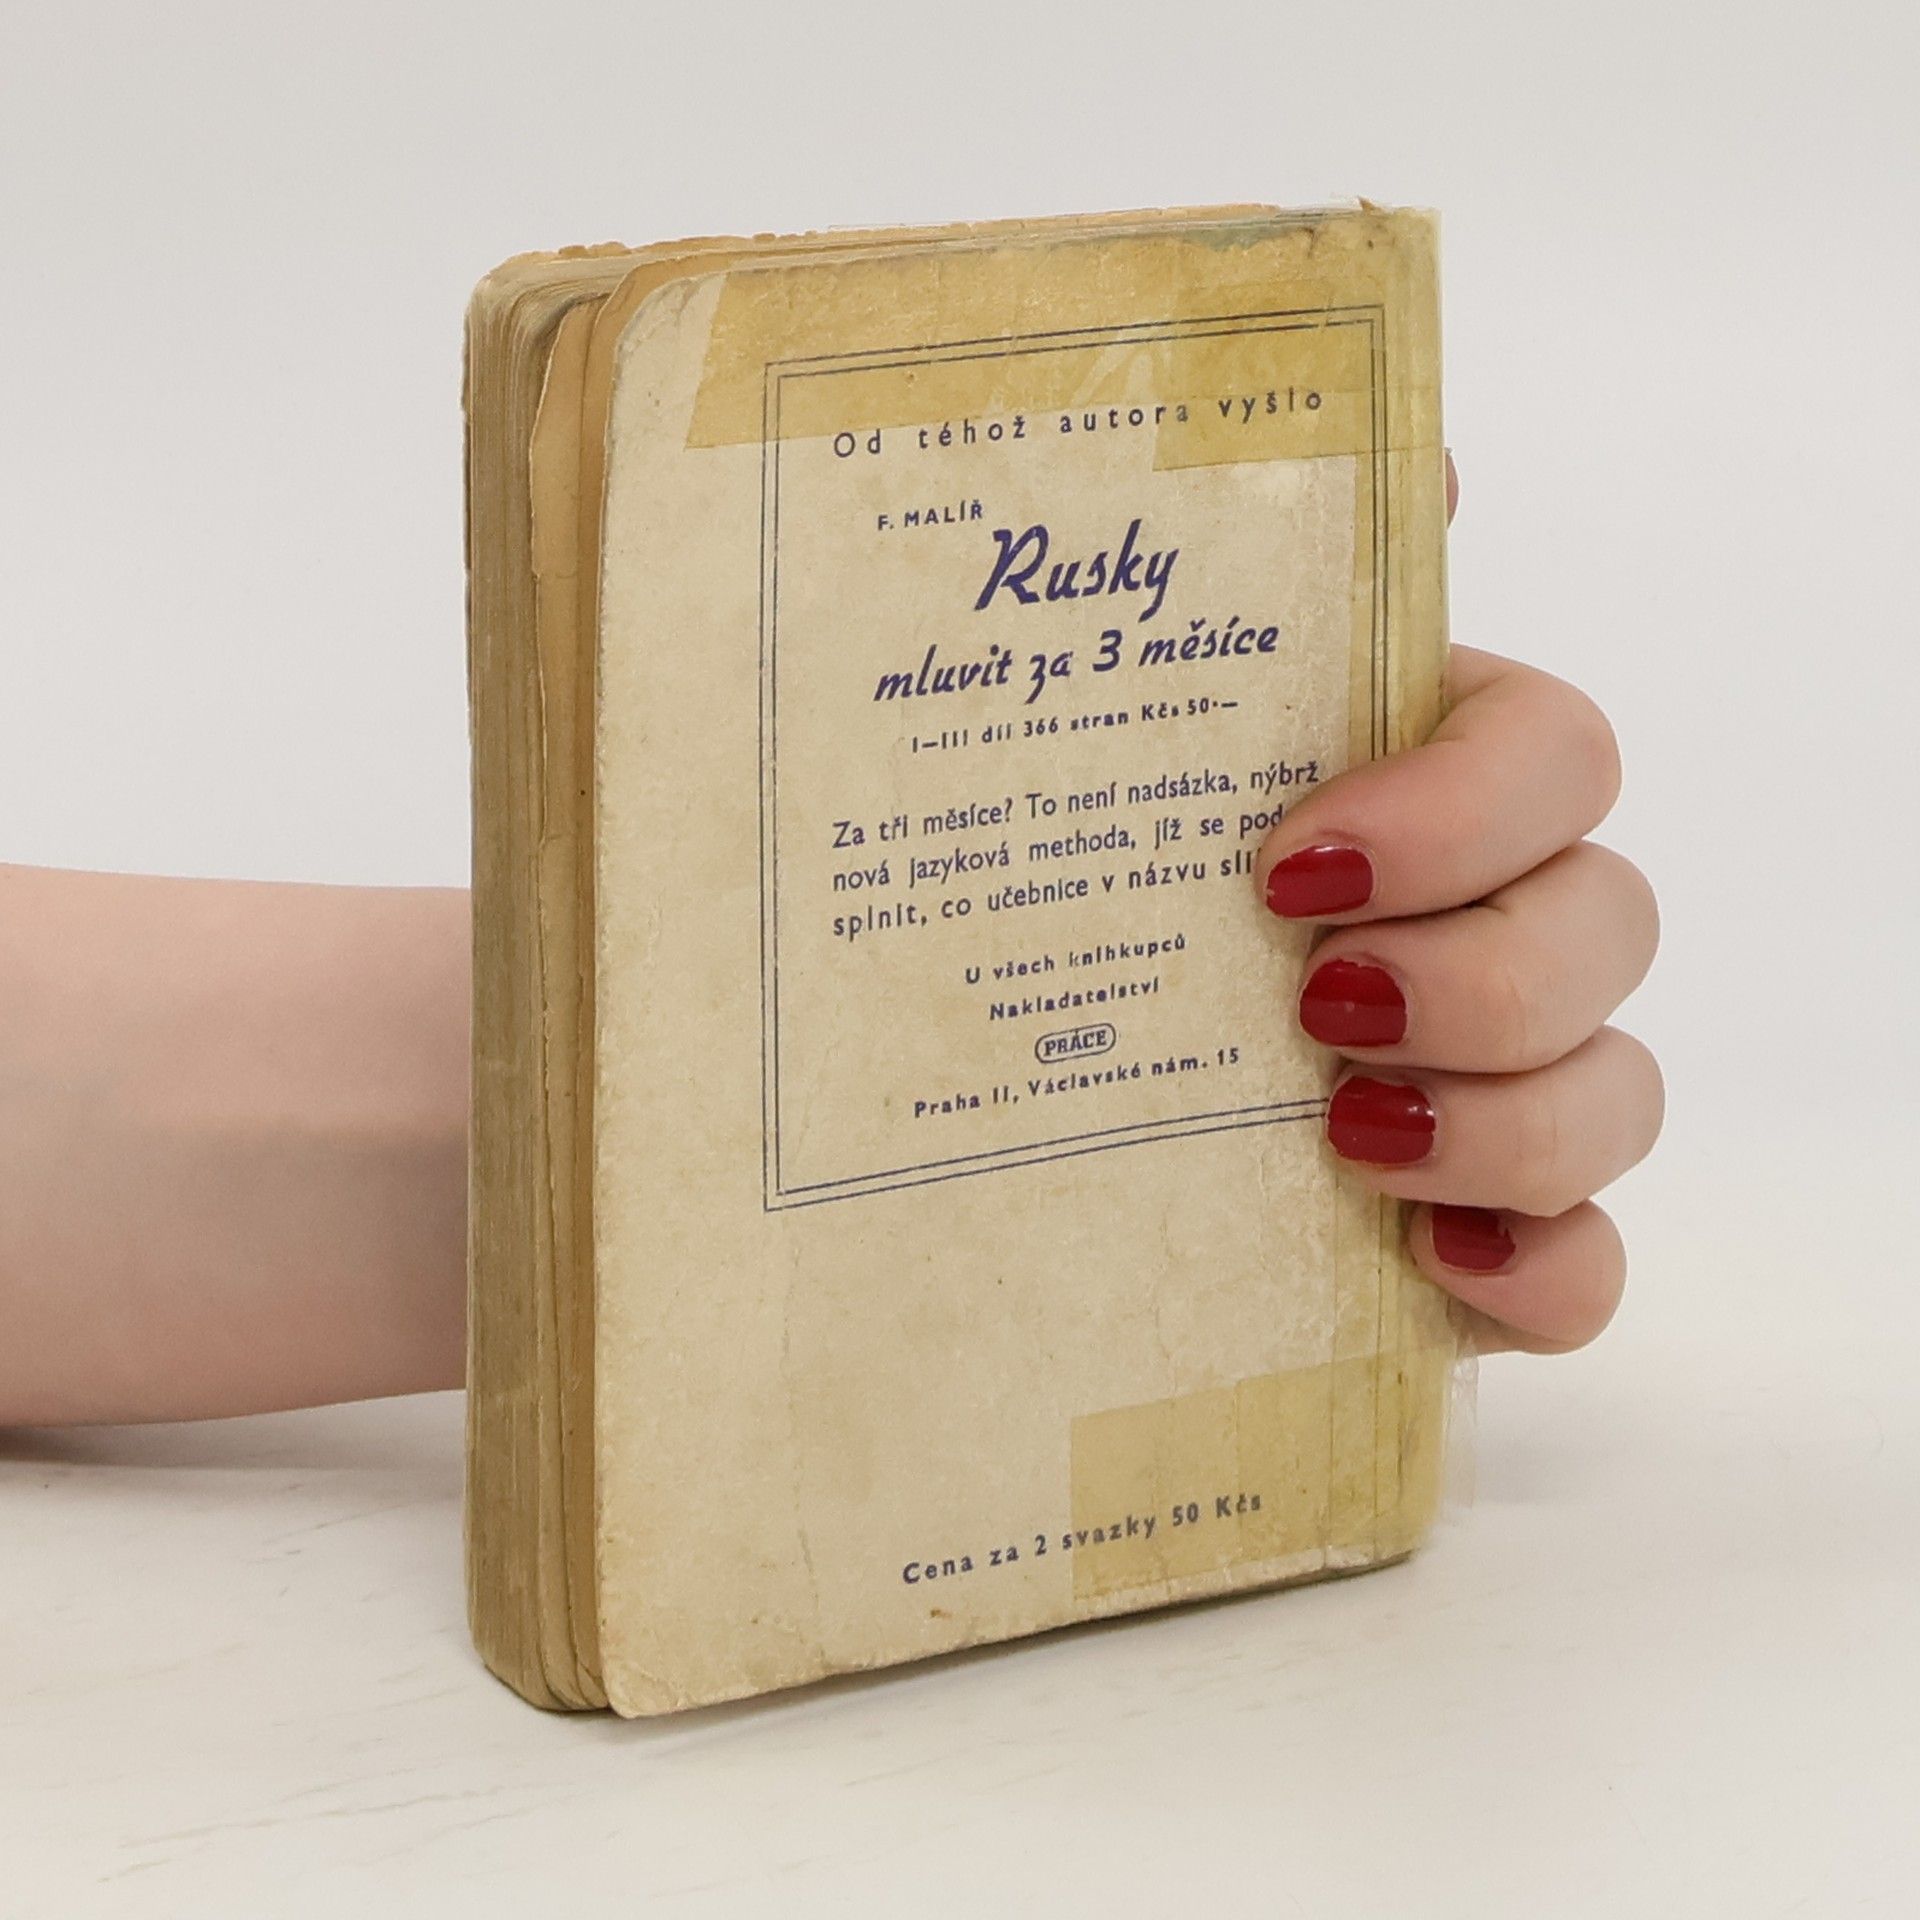 Od téhož autora vyšlo
F. MALÍŘ
Rusky
mluvit za 3 měsíce
I—III díl 366 stran Kčs 50·—
Za tři měsíce? To není nadsázka, nýbrž
nová jazyková methoda, jíž se
splnit, co učebnice v názvu
U všech knihkupců
Nakladatelství
PRÁCE
Praha II, Václavské nám. 15
Cena za 2 svazky 50 Kčs